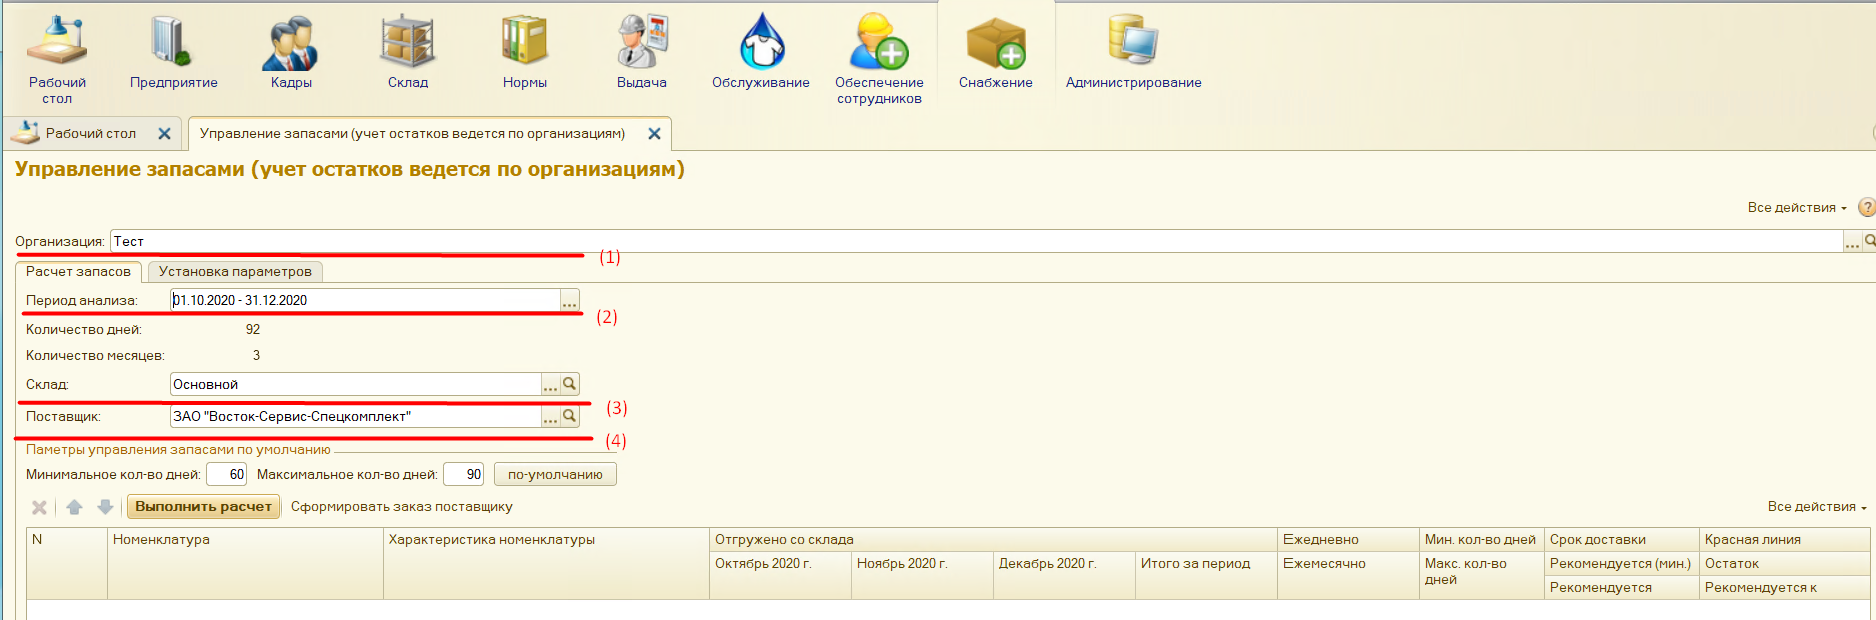 Рабочий стол
Предприятие
Кадры
Склад
Нормы
Выдача
Обслуживание
Обеспечение сотрудников
Снабжение
Администрирование
Рабочий стол
Управление запасами (учет остатков ведется по организациям)
Управление запасами (учет остатков ведется по организациям)
Все действия
?
Организация: Тест ...
(1)
Расчет запасов Установка параметров
Период анализа: 01.10.2020 - 31.12.2020 ...
(2)
Количество дней: 92
Количество месяцев: 3
Склад: Основной ...
(3)
Поставщик: ЗАО "Восток-Сервис-Спецкомплект" ...
(4)
Паметры управления запасами по умолчанию
Минимальное кол-во дней: 60 Максимальное кол-во дней: 90 по-умолчанию
Выполнить расчет Сформировать заказ поставщику Все действия
N Номенклатура Характеристика номенклатуры Отгружено со склада Ежедневно Мин. кол-во дней Срок доставки Красная линия
Октябрь 2020 г. Ноябрь 2020 г. Декабрь 2020 г. Итого за период Ежемесячно Макс. кол-во дней Рекомендуется (мин.) Остаток
Рекомендуется Рекомендуется к